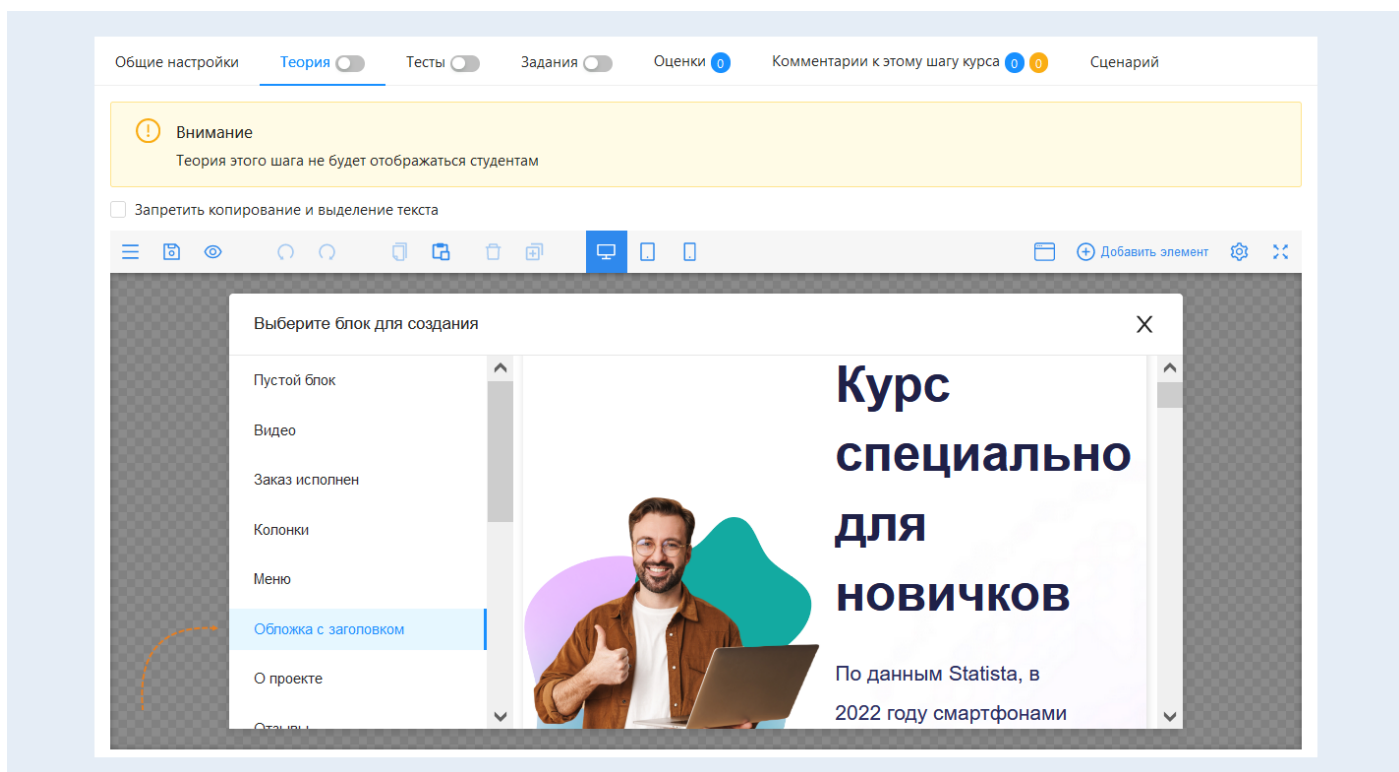 Общие настройки Теория Тесты Задания Оценки 0 Комментарии к этому шагу курса 0 0 Сценарий
Внимание
Теория этого шага не будет отображаться студентам
Запретить копирование и выделение текста
Добавить элемент
Выберите блок для создания
Пустой блок
Видео
Заказ исполнен
Колонки
Меню
Обложка с заголовком
О проекте
Отзывы
Курс
специально
для
новичков
По данным Statista, в
2022 году смартфонами